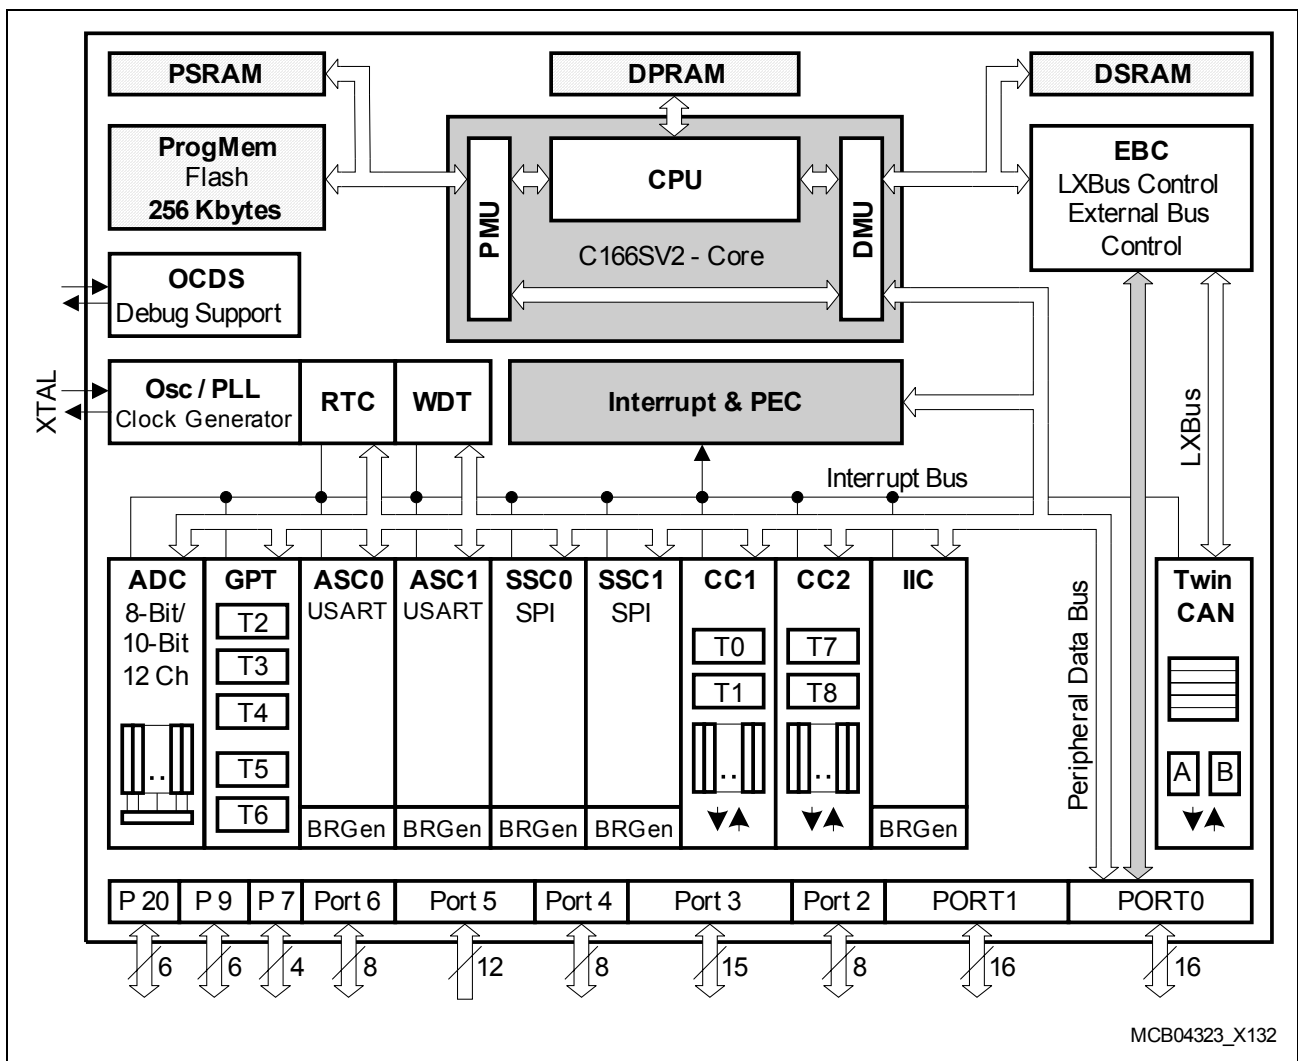 PSRAM
DPRAM
DSRAM
ProgMem
Flash
256 Kbytes
PMU
CPU
DMU
C166SV2 - Core
EBC
LXBus Control
External Bus
Control
OCDS
Debug Support
XTAL
Osc / PLL
Clock Generator
RTC
WDT
Interrupt & PEC
LXBus
Interrupt Bus
Peripheral Data Bus
ADC
8-Bit/
10-Bit
12 Ch
GPT
T2
T3
T4
T5
T6
ASC0
USART
BRGen
ASC1
USART
BRGen
SSC0
SPI
BRGen
SSC1
SPI
BRGen
CC1
T0
T1
CC2
T7
T8
IIC
BRGen
Twin
CAN
A B
P 20 P 9 P 7 Port 6 Port 5 Port 4 Port 3 Port 2 PORT1 PORT0
6 6 4 8 12 8 15 8 16 16
MCB04323_X132